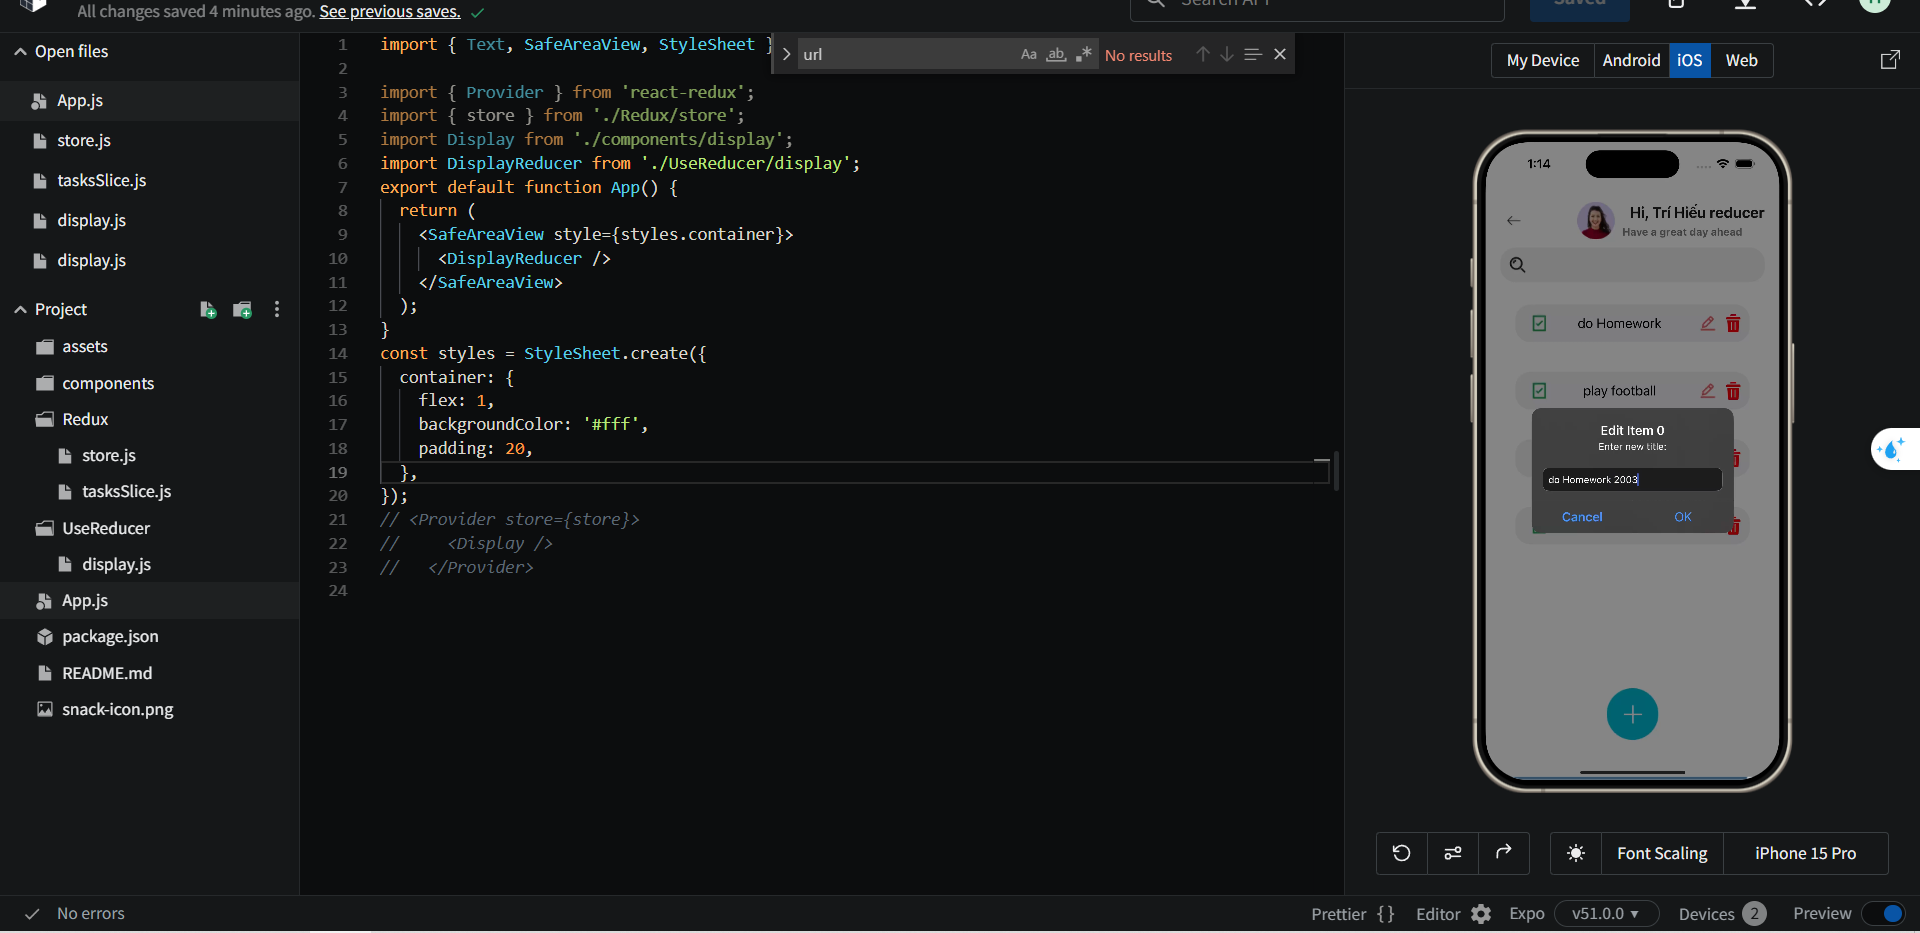 All changes saved 4 minutes ago. See previous saves.
Saved
Open files
App.js
store.js
tasksSlice.js
display.js
display.js
Project
assets
components
Redux
store.js
tasksSlice.js
UseReducer
display.js
App.js
package.json
README.md
snack-icon.png
1 import { Text, SafeAreaView, StyleSheet }
2
3 import { Provider } from 'react-redux';
4 import { store } from './Redux/store';
5 import Display from './components/display';
6 import DisplayReducer from './UseReducer/display';
7 export default function App() {
8 return (
9 <SafeAreaView style={styles.container}>
10 <DisplayReducer />
11 </SafeAreaView>
12 );
13 }
14 const styles = StyleSheet.create({
15 container: {
16 flex: 1,
17 backgroundColor: '#fff',
18 padding: 20,
19 },
20 });
21 // <Provider store={store}>
22 // <Display />
23 // </Provider>
24
url
Aa ab .*
No results
My Device Android iOS Web
1:14
Hi, Trí Hiếu reducer
Have a great day ahead
do Homework
play football
Edit Item 0
Enter new title:
do Homework 2003
Cancel OK
Font Scaling
iPhone 15 Pro
No errors
Prettier {} Editor Expo v51.0.0 Devices 2 Preview